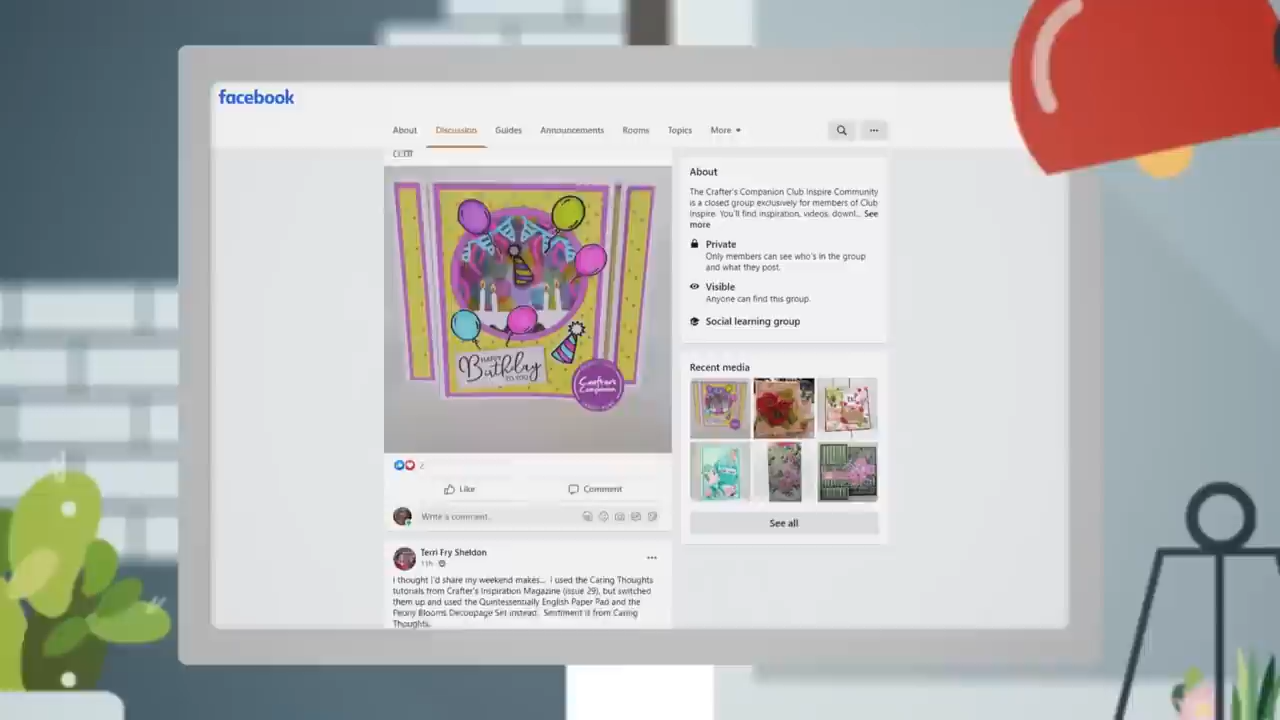 facebook
About Discussion Guides Announcements Rooms Topics More
HAPPY
Birthday
TO YOU
Crafter's
Companion
2
Like Comment
Write a comment...
Terri Fry Sheldon
11h
I thought I'd share my weekend makes... I used the Caring Thoughts
tutorials from Crafter's Inspiration Magazine (issue 29), but switched
them up and used the Quintessentially English Paper Pad and the
Peony Blooms Decoupage Set instead. Sentiment is from Caring
Thoughts.
About
The Crafter's Companion Club Inspire Community
is a closed group exclusively for members of Club
Inspire. You'll find inspiration, videos, downl... See
more
Private
Only members can see who's in the group
and what they post.
Visible
Anyone can find this group.
Social learning group
Recent media
See all